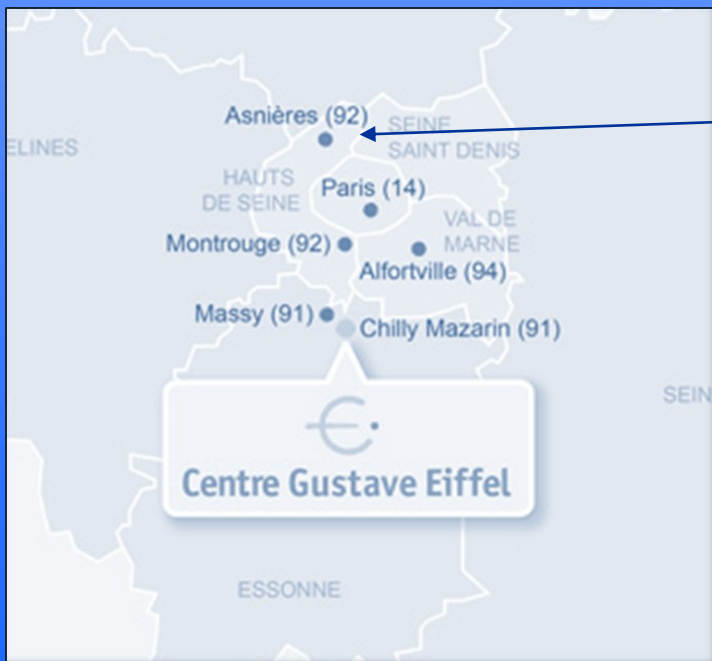 Asnières (92)
SEINE
SAINT DENIS
ELINES
HAUTS
DE SEINE
Paris (14)
VAL DE
MARNE
Montrouge (92)
Alfortville (94)
Massy (91)
Chilly Mazarin (91)
SEIN
Centre Gustave Eiffel
ESSONNE